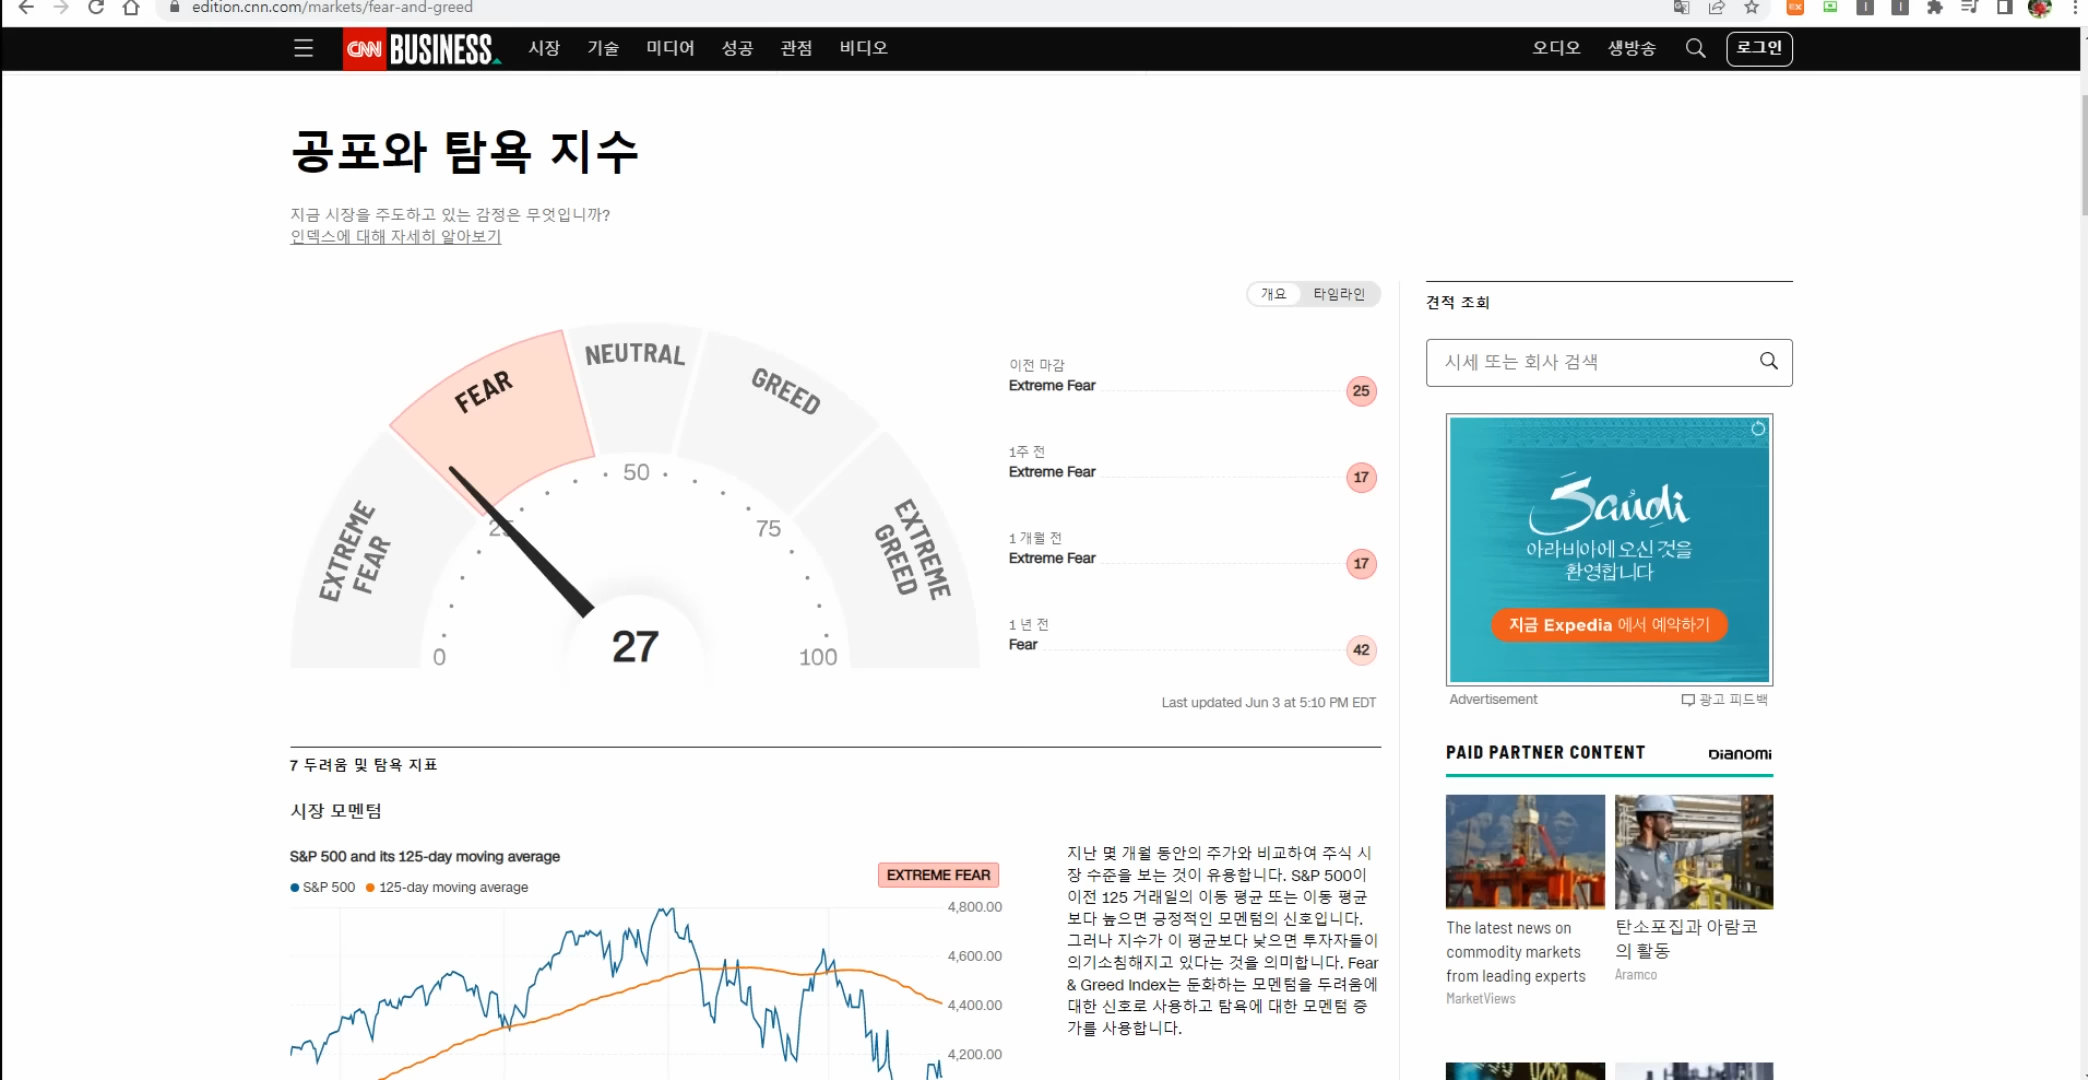 edition.cnn.com/markets/fear-and-greed
CNN BUSINESS 시장 기술 미디어 성공 관점 비디오 오디오 생방송 로그인
공포와 탐욕 지수
지금 시장을 주도하고 있는 감정은 무엇입니까?
인덱스에 대해 자세히 알아보기
개요 타임라인
EXTREME FEAR
FEAR
NEUTRAL
GREED
EXTREME GREED
0
25
50
75
100
27
이전 마감
Extreme Fear 25
1주 전
Extreme Fear 17
1 개월 전
Extreme Fear 17
1 년 전
Fear 42
Last updated Jun 3 at 5:10 PM EDT
7 두려움 및 탐욕 지표
시장 모멘텀
S&P 500 and its 125-day moving average
S&P 500 125-day moving average
EXTREME FEAR
4,800.00
4,600.00
4,400.00
4,200.00
지난 몇 개월 동안의 주가와 비교하여 주식 시
장 수준을 보는 것이 유용합니다. S&P 500이
이전 125 거래일의 이동 평균 또는 이동 평균
보다 높으면 긍정적인 모멘텀의 신호입니다.
그러나 지수가 이 평균보다 낮으면 투자자들이
의기소침해지고 있다는 것을 의미합니다. Fear
& Greed Index는 둔화하는 모멘텀을 두려움에
대한 신호로 사용하고 탐욕에 대한 모멘텀 증
가를 사용합니다.
견적 조회
시세 또는 회사 검색
Saudi
아라비아에 오신 것을
환영합니다
지금 Expedia 에서 예약하기
Advertisement 광고 피드백
PAID PARTNER CONTENT DIANOMI
The latest news on
commodity markets
from leading experts
MarketViews
탄소포집과 아람코
의 활동
Aramco